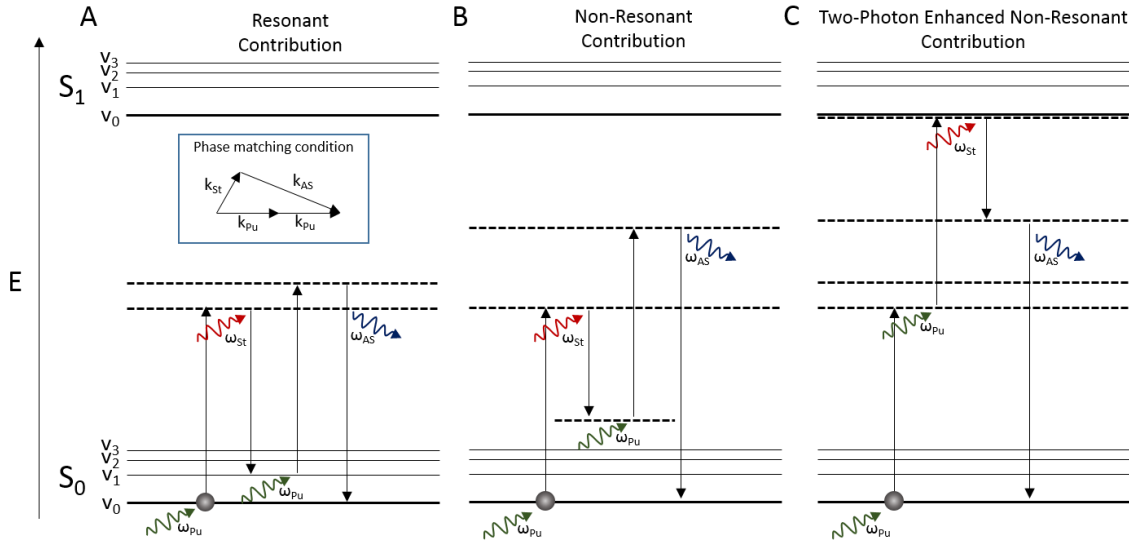 A
Resonant
Contribution
B
Non-Resonant
Contribution
C
Two-Photon Enhanced Non-Resonant
Contribution
E
S1
v3
v2
v1
v0
Phase matching condition
kSt
kAS
kPu
kPu
ωSt
ωAS
ωPu
ωPu
S0
v3
v2
v1
v0
ωSt
ωAS
ωPu
ωPu
ωSt
ωAS
ωPu
ωPu